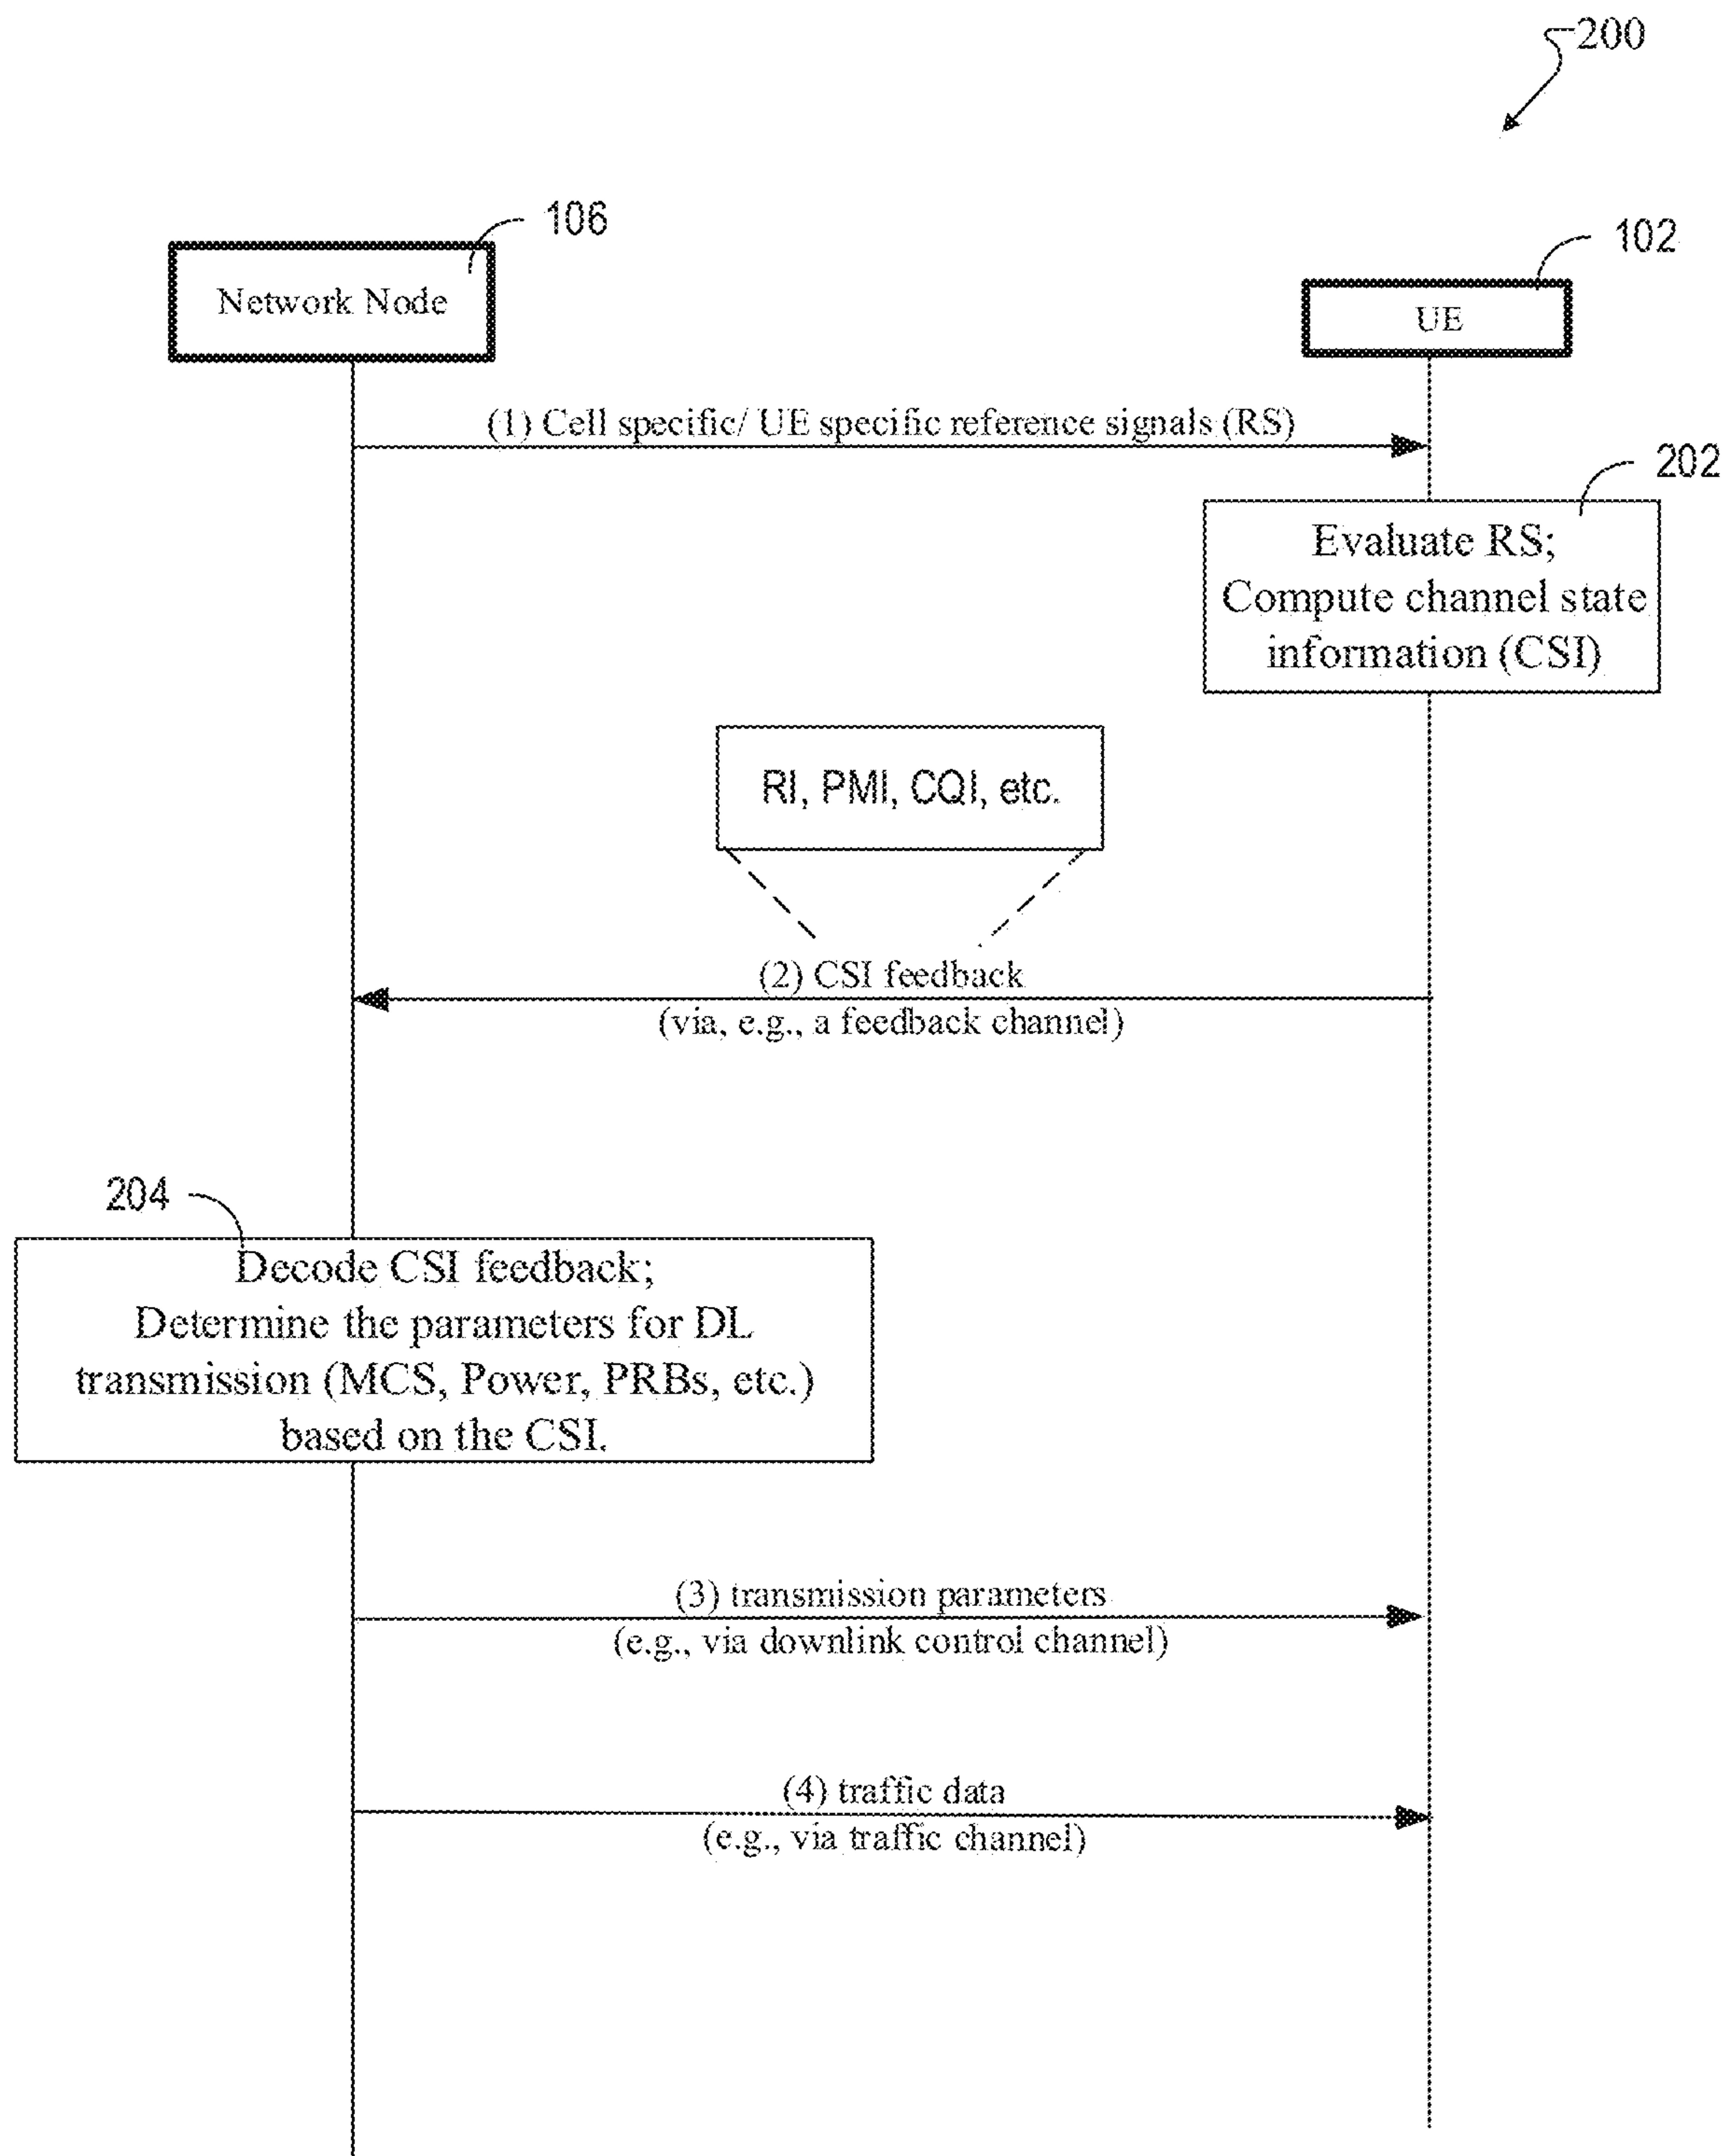 200
106
102
Network Node
UE
(1) Cell specific/ UE specific reference signals (RS)
202
Evaluate RS;
Compute channel state
information (CSI)
RI, PMI, CQI, etc.
(2) CSI feedback
(via, e.g., a feedback channel)
204
Decode CSI feedback;
Determine the parameters for DL
transmission (MCS, Power, PRBs, etc.)
based on the CSI.
(3) transmission parameters
(e.g., via downlink control channel)
(4) traffic data
(e.g., via traffic channel)